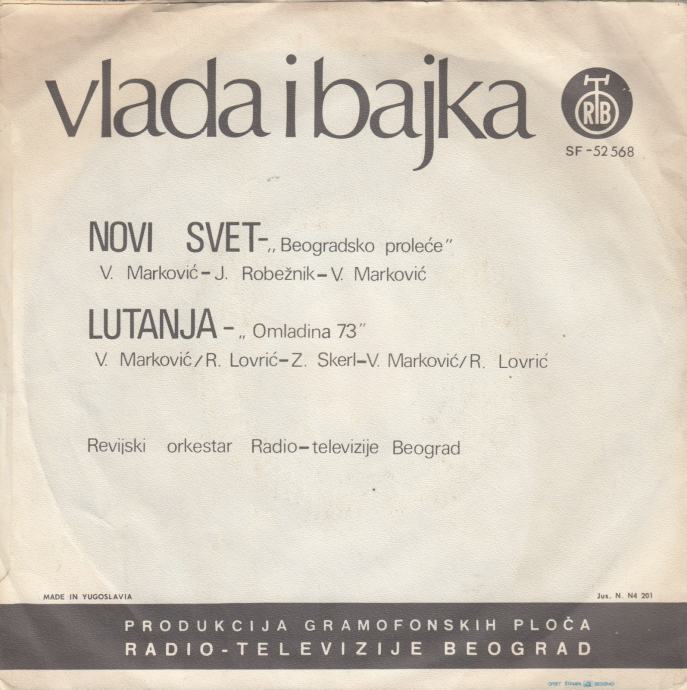 vlada i bajka
RTB
SF-52 568
NOVI SVET-„Beogradsko proleće”
V. Marković-J. Robežnik-V. Marković
LUTANJA-„Omladina 73”
V. Marković/R. Lovrić-Z. Skerl-V. Marković/R. Lovrić
Revijski orkestar Radio-televizije Beograd
MADE IN YUGOSLAVIA
Jus. N. N4 201
PRODUKCIJA GRAMOFONSKIH PLOČA
RADIO-TELEVIZIJE BEOGRAD